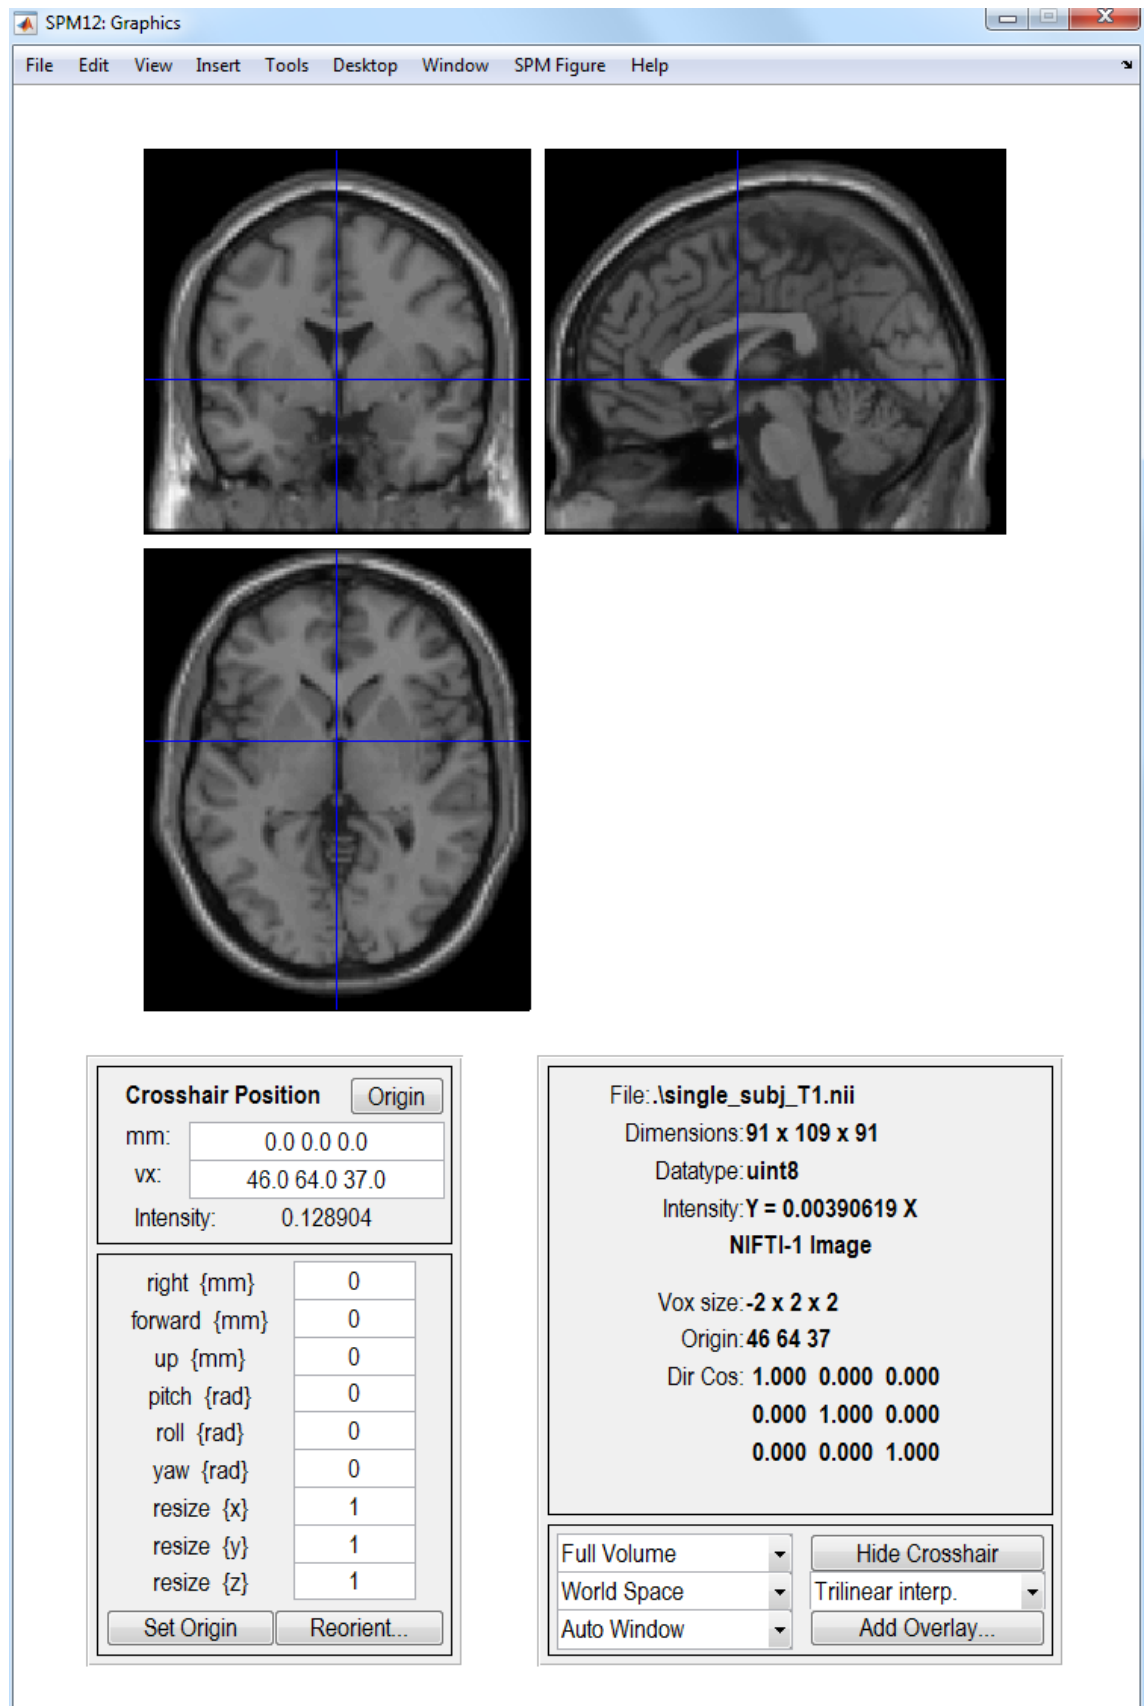 SPM12: Graphics
File Edit View Insert Tools Desktop Window SPM Figure Help
Crosshair Position Origin
mm: 0.0 0.0 0.0
vx: 46.0 64.0 37.0
Intensity: 0.128904
right {mm} 0
forward {mm} 0
up {mm} 0
pitch {rad} 0
roll {rad} 0
yaw {rad} 0
resize {x} 1
resize {y} 1
resize {z} 1
Set Origin Reorient...
File: .\single_subj_T1.nii
Dimensions: 91 x 109 x 91
Datatype: uint8
Intensity: Y = 0.00390619 X
NIFTI-1 Image
Vox size: -2 x 2 x 2
Origin: 46 64 37
Dir Cos: 1.000 0.000 0.000
0.000 1.000 0.000
0.000 0.000 1.000
Full Volume Hide Crosshair
World Space Trilinear interp.
Auto Window Add Overlay...